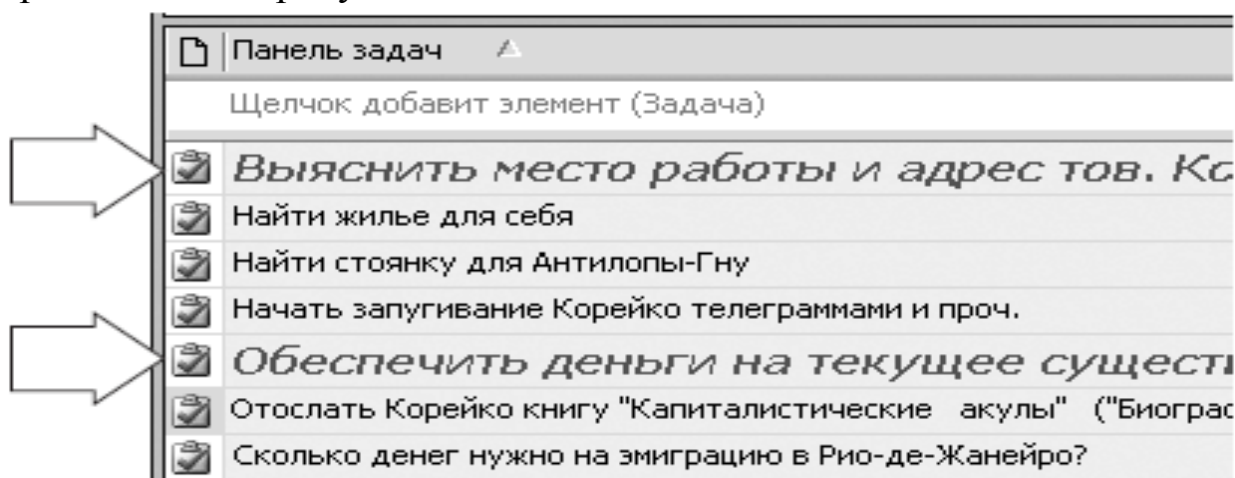 Панель задач
Щелчок добавит элемент (Задача)
Выяснить место работы и адрес тов.
Найти жилье для себя
Найти стоянку для Антилопы-Гну
Начать запугивание Корейко телеграммами и проч.
Обеспечить деньги на текущее
Отослать Корейко книгу "Капиталистические акулы"
Сколько денег нужно на эмиграцию в Рио-де-Жанейро?